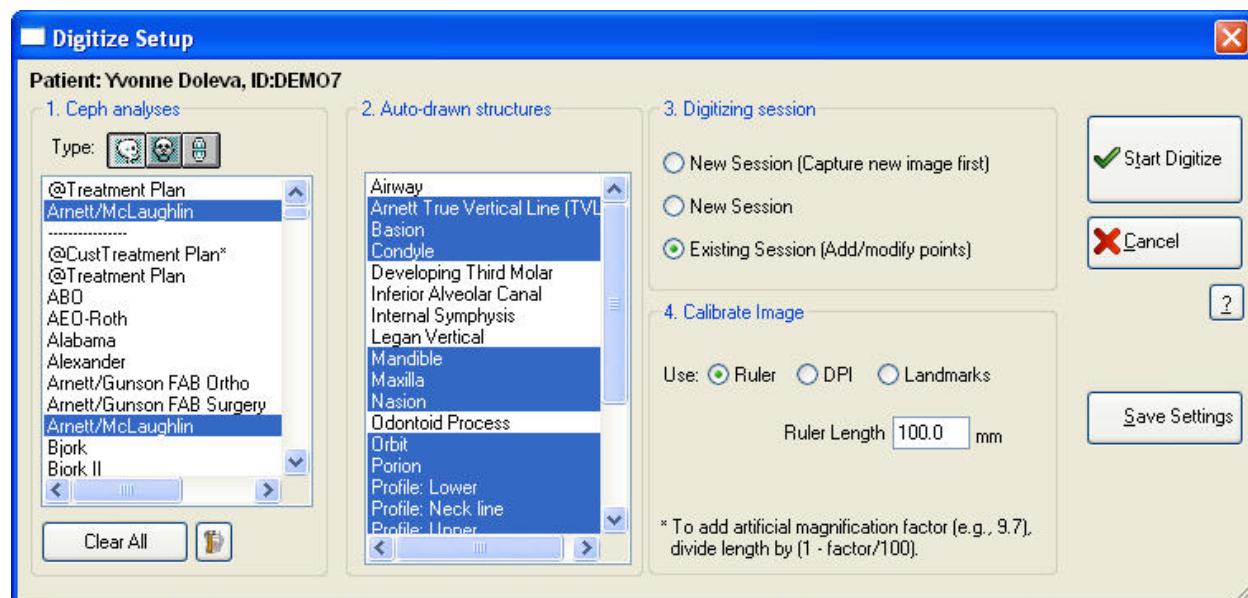 Digitize Setup
Patient: Yvonne Doleva, ID:DEMO7
1. Ceph analyses
Type:
@Treatment Plan
Arnett/McLaughlin
----------------
@CustTreatment Plan*
@Treatment Plan
ABO
AEO-Roth
Alabama
Alexander
Arnett/Gunson FAB Ortho
Arnett/Gunson FAB Surgery
Arnett/McLaughlin
Bjork
Bjork II
Clear All
2. Auto-drawn structures
Airway
Arnett True Vertical Line (TVL
Basion
Condyle
Developing Third Molar
Inferior Alveolar Canal
Internal Symphysis
Legan Vertical
Mandible
Maxilla
Nasion
Odontoid Process
Orbit
Porion
Profile: Lower
Profile: Neck line
Profile: Upper
3. Digitizing session
New Session (Capture new image first)
New Session
Existing Session (Add/modify points)
4. Calibrate Image
Use: Ruler DPI Landmarks
Ruler Length 100.0 mm
* To add artificial magnification factor (e.g., 9.7),
divide length by (1 - factor/100).
Start Digitize
Cancel
?
Save Settings